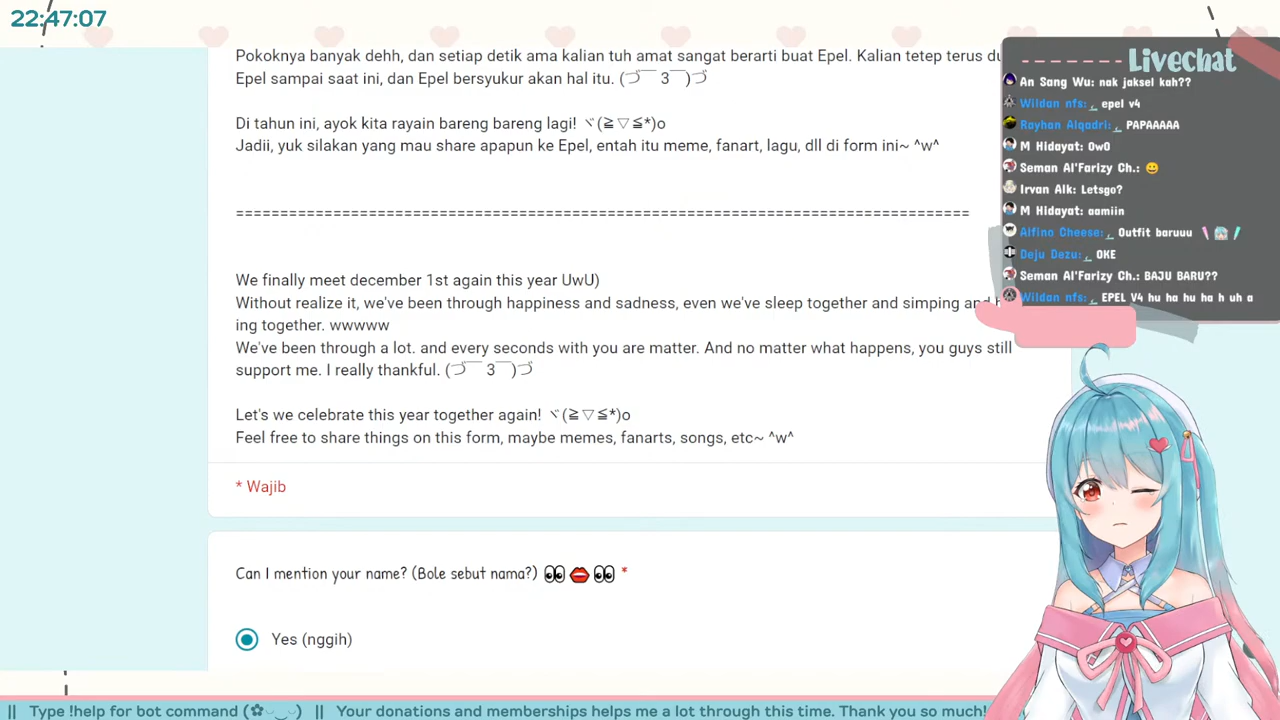 22:47:07
Pokoknya banyak dehh, dan setiap detik ama kalian tuh amat sangat berarti buat Epel. Kalian tetep terus du
Epel sampai saat ini, dan Epel bersyukur akan hal itu. (づ￣ 3￣)づ
Di tahun ini, ayok kita rayain bareng bareng lagi! ヾ(≧▽≦*)o
Jadii, yuk silakan yang mau share apapun ke Epel, entah itu meme, fanart, lagu, dll di form ini~ ^w^
===================================================================================
We finally meet december 1st again this year UwU)
Without realize it, we've been through happiness and sadness, even we've sleep together and simping and h
ing together. wwwww
We've been through a lot. and every seconds with you are matter. And no matter what happens, you guys still
support me. I really thankful. (づ￣ 3￣)づ
Let's we celebrate this year together again! ヾ(≧▽≦*)o
Feel free to share things on this form, maybe memes, fanarts, songs, etc~ ^w^
* Wajib
Can I mention your name? (Bole sebut nama?) 👀👄👀 *
Yes (nggih)
------- Livechat
An Sang Wu: nak jaksel kah??
Wildan nfs: epel v4
Rayhan Alqadri: PAPAAAAA
M Hidayat: OwO
Seman Al'Farizy Ch.: 😀
Irvan Alk: Letsgo?
M Hidayat: aamiin
Alfino Cheese: Outfit baruuu
Deju Dezu: OKE
Seman Al'Farizy Ch.: BAJU BARU??
Wildan nfs: EPEL V4 hu ha hu ha h uh a
|| Type !help for bot command (✿◡‿◡) || Your donations and memberships helps me a lot through this time. Thank you so much!